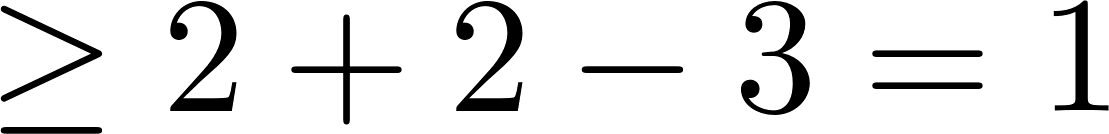 ≥ 2 + 2 − 3 = 1